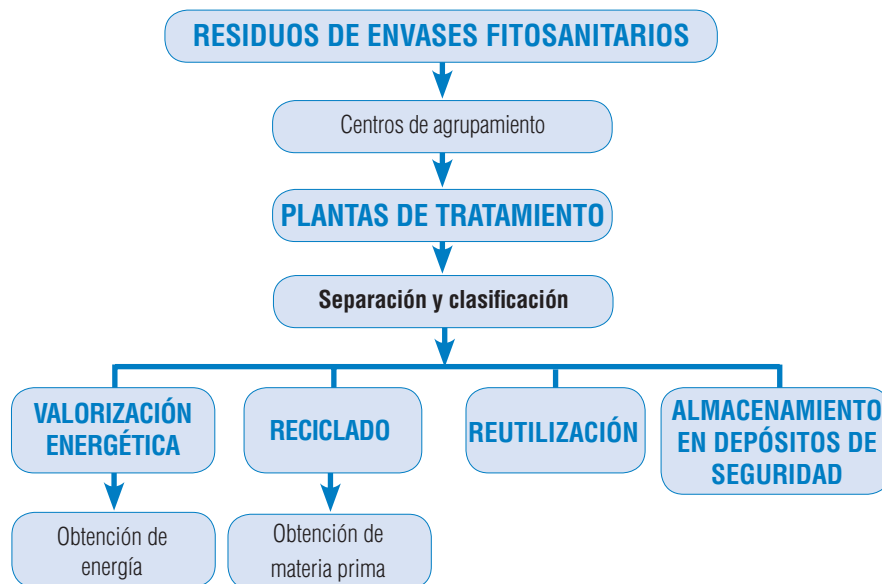 RESIDUOS DE ENVASES FITOSANITARIOS
Centros de agrupamiento
PLANTAS DE TRATAMIENTO
Separación y clasificación
VALORIZACIÓN
ENERGÉTICA
RECICLADO
REUTILIZACIÓN
ALMACENAMIENTO
EN DEPÓSITOS DE
SEGURIDAD
Obtención de
energía
Obtención de
materia prima